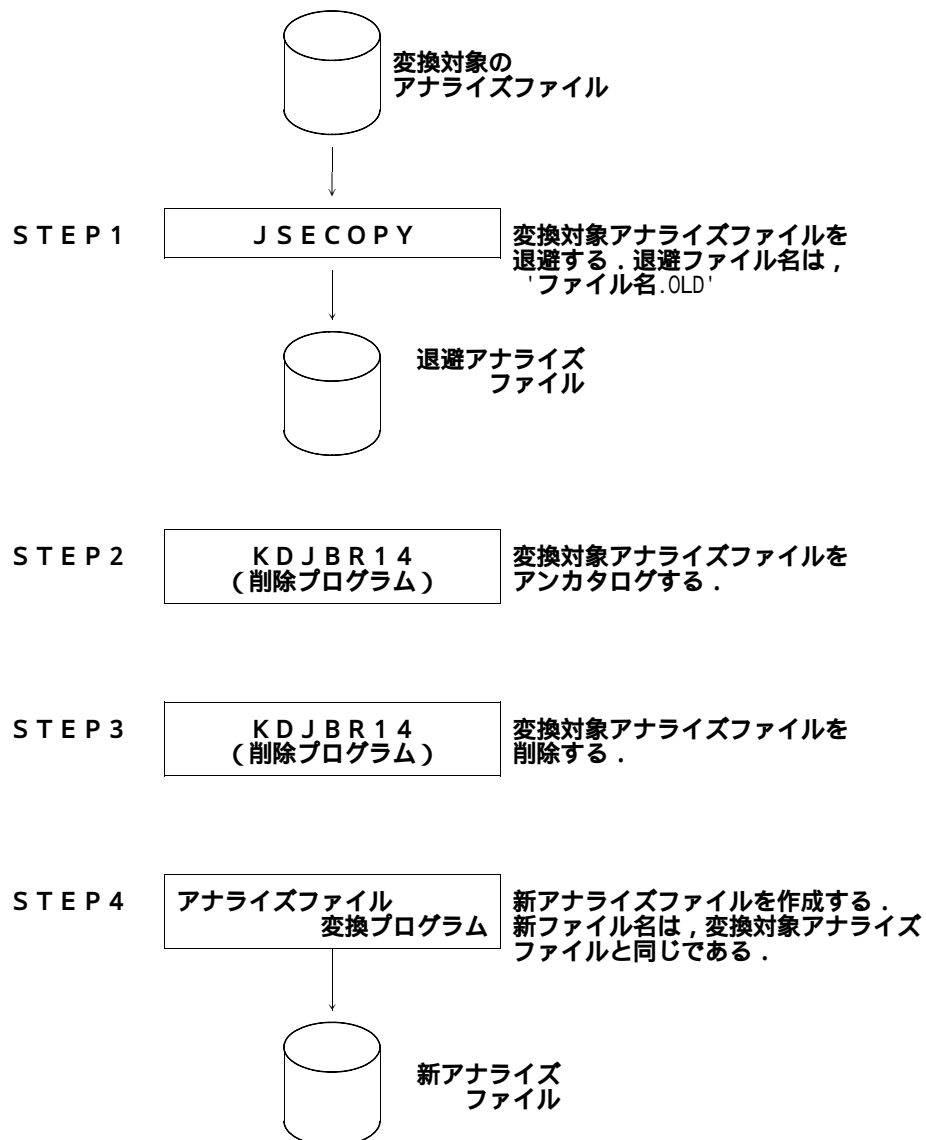 変換対象の
アナライズファイル
ＳＴＥＰ１
ＪＳＥＣＯＰＹ
変換対象アナライズファイルを
退避する．退避ファイル名は，
'ファイル名.OLD'
退避アナライズ
ファイル
ＳＴＥＰ２
ＫＤＪＢＲ１４
（削除プログラム）
変換対象アナライズファイルを
アンカタログする．
ＳＴＥＰ３
ＫＤＪＢＲ１４
（削除プログラム）
変換対象アナライズファイルを
削除する．
ＳＴＥＰ４
アナライズファイル
変換プログラム
新アナライズファイルを作成する．
新ファイル名は，変換対象アナライズ
ファイルと同じである．
新アナライズ
ファイル